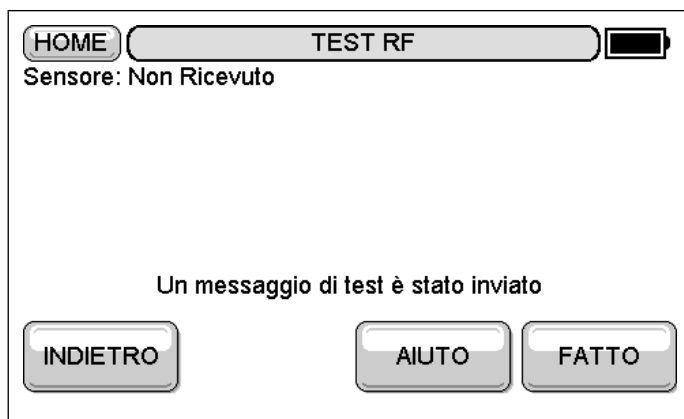 HOME TEST RF
Sensore: Non Ricevuto
Un messaggio di test è stato inviato
INDIETRO AIUTO FATTO